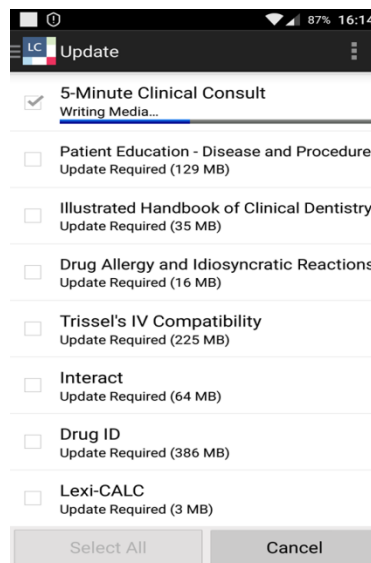 87% 16:14
LC Update
5-Minute Clinical Consult
Writing Media...
Patient Education - Disease and Procedure
Update Required (129 MB)
Illustrated Handbook of Clinical Dentistry
Update Required (35 MB)
Drug Allergy and Idiosyncratic Reactions
Update Required (16 MB)
Trissel's IV Compatibility
Update Required (225 MB)
Interact
Update Required (64 MB)
Drug ID
Update Required (386 MB)
Lexi-CALC
Update Required (3 MB)
Select All Cancel